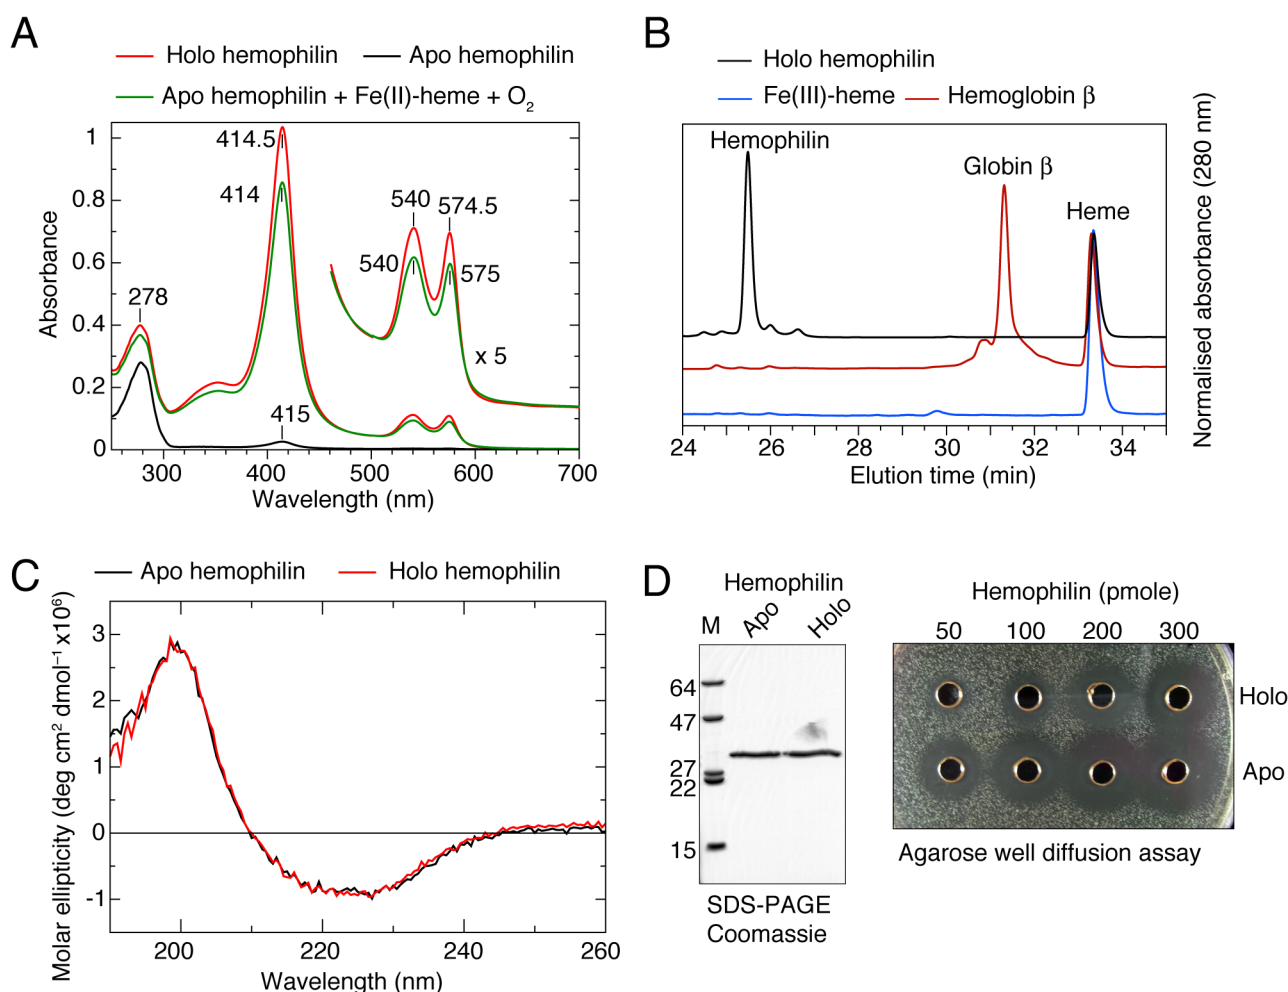 A
Holo hemophilin
Apo hemophilin
Apo hemophilin + Fe(II)-heme + O2
Absorbance
1
0.8
0.6
0.4
0.2
0
414.5
414
540
574.5
540
575
278
x 5
415
300
400
500
600
700
Wavelength (nm)
B
Holo hemophilin
Fe(III)-heme
Hemoglobin β
Hemophilin
Globin β
Heme
Normalised absorbance (280 nm)
24
26
28
30
32
34
Elution time (min)
C
Apo hemophilin
Holo hemophilin
Molar ellipticity (deg cm² dmol⁻¹ x10⁶)
3
2
1
0
-1
200
220
240
260
Wavelength (nm)
D
Hemophilin
M
Apo
Holo
64
47
27
22
15
SDS-PAGE
Coomassie
Hemophilin (pmole)
50 100 200 300
Holo
Apo
Agarose well diffusion assay